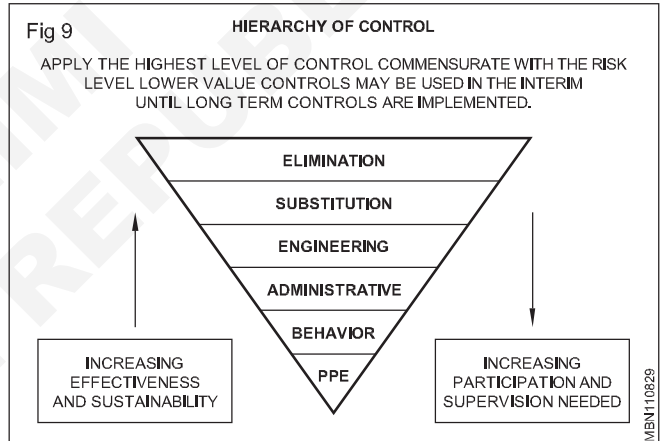 Fig 9
HIERARCHY OF CONTROL
APPLY THE HIGHEST LEVEL OF CONTROL COMMENSURATE WITH THE RISK
LEVEL LOWER VALUE CONTROLS MAY BE USED IN THE INTERIM
UNTIL LONG TERM CONTROLS ARE IMPLEMENTED.
ELIMINATION
SUBSTITUTION
ENGINEERING
ADMINISTRATIVE
BEHAVIOR
PPE
INCREASING
EFFECTIVENESS
AND SUSTAINABILITY
INCREASING
PARTICIPATION AND
SUPERVISION NEEDED
MBN110829